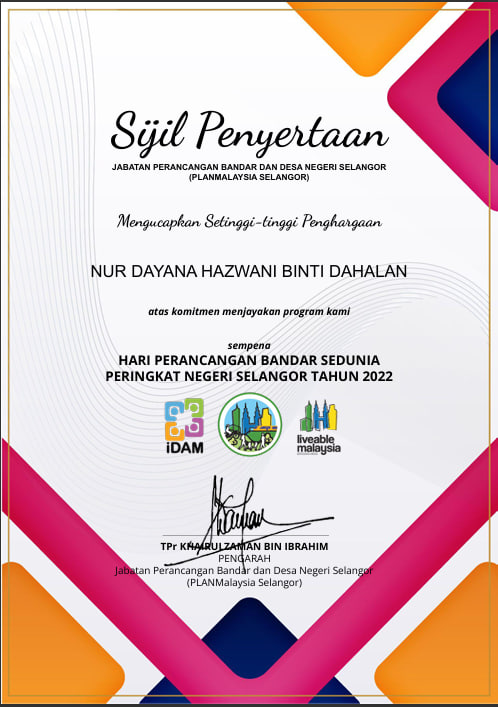 Sijil Penyertaan
JABATAN PERANCANGAN BANDAR DAN DESA NEGERI SELANGOR
(PLANMALAYSIA SELANGOR)
Mengucapkan Setinggi-tinggi Penghargaan
NUR DAYANA HAZWANI BINTI DAHALAN
atas komitmen menjayakan program kami
sempena
HARI PERANCANGAN BANDAR SEDUNIA
PERINGKAT NEGERI SELANGOR TAHUN 2022
iDAM
liveable
malaysia
TPr KHAIRULZAMAN BIN IBRAHIM
PENGARAH
Jabatan Perancangan Bandar dan Desa Negeri Selangor
(PLANMalaysia Selangor)